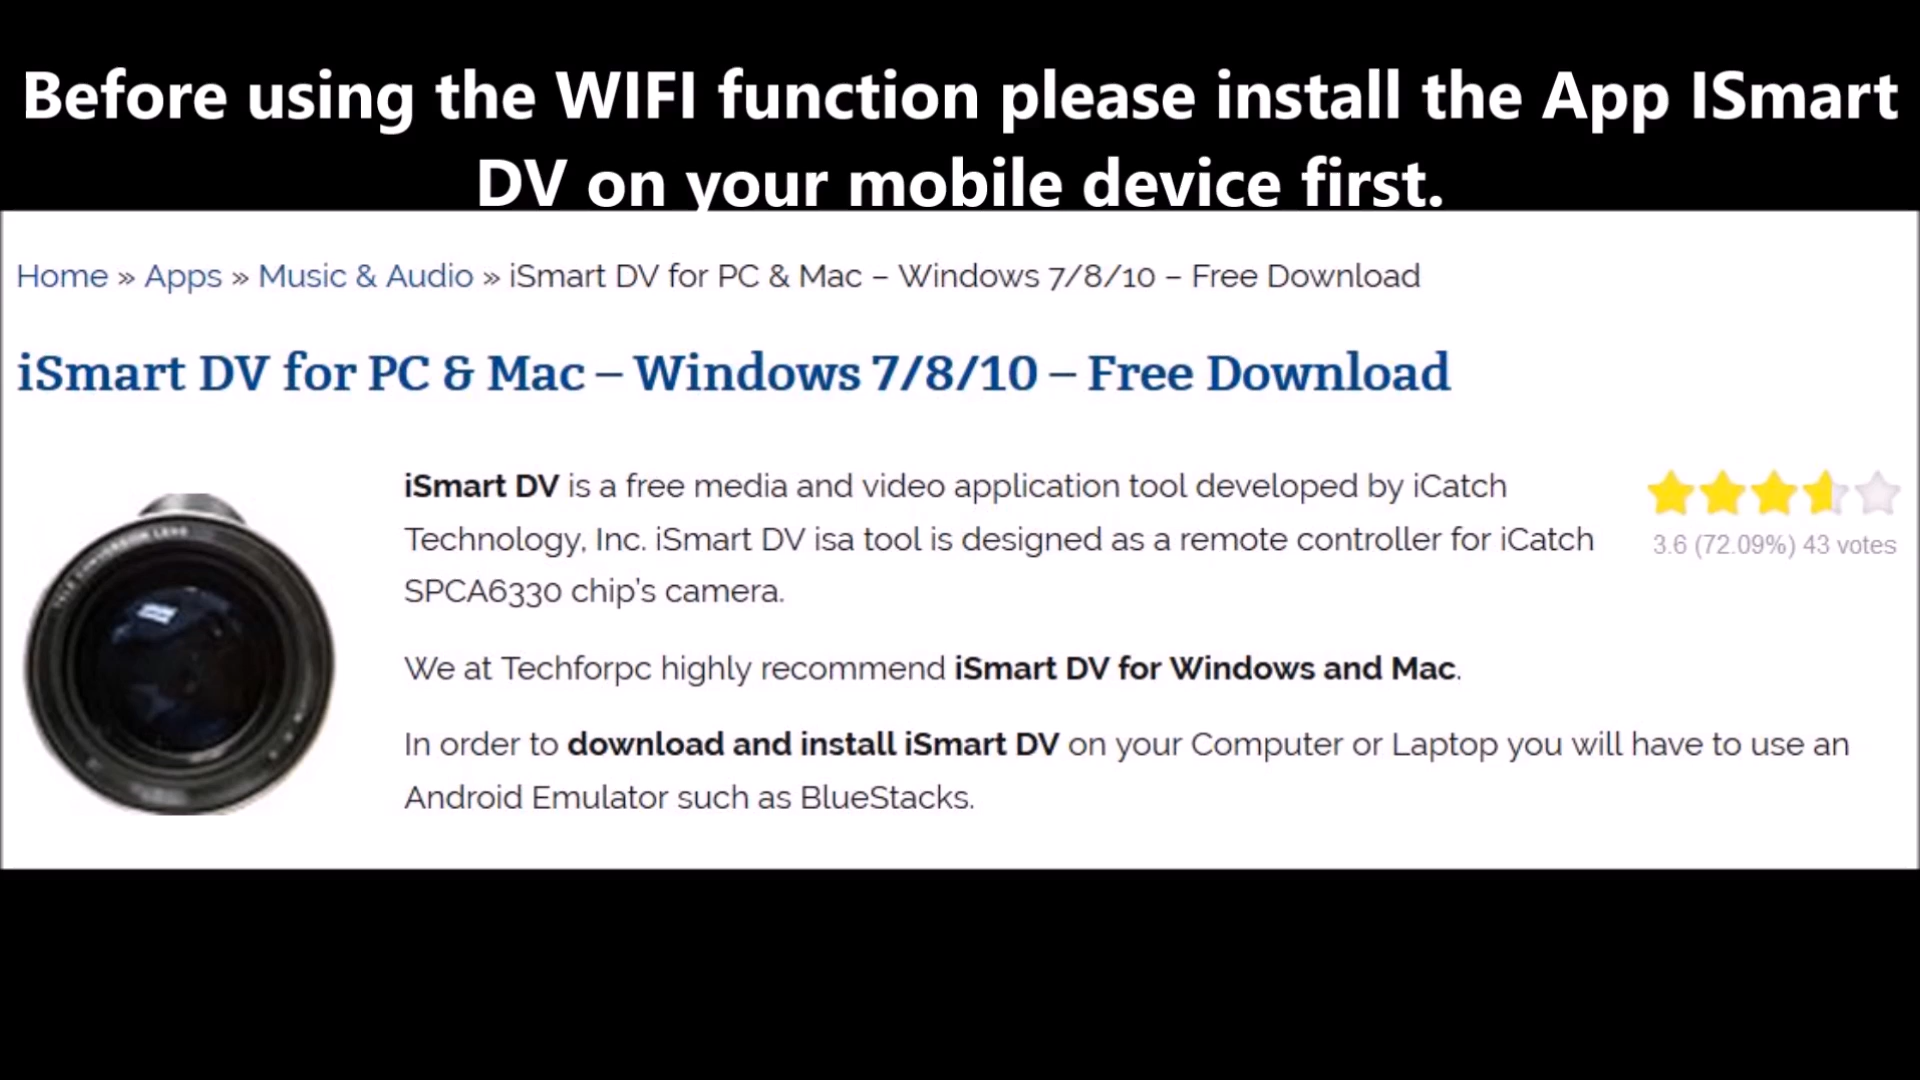 Before using the WIFI function please install the App ISmart
DV on your mobile device first.
Home » Apps » Music & Audio » iSmart DV for PC & Mac – Windows 7/8/10 – Free Download
iSmart DV for PC & Mac – Windows 7/8/10 – Free Download
iSmart DV is a free media and video application tool developed by iCatch
Technology, Inc. iSmart DV isa tool is designed as a remote controller for iCatch
SPCA6330 chip's camera.
3.6 (72.09%) 43 votes
We at Techforpc highly recommend iSmart DV for Windows and Mac.
In order to download and install iSmart DV on your Computer or Laptop you will have to use an
Android Emulator such as BlueStacks.